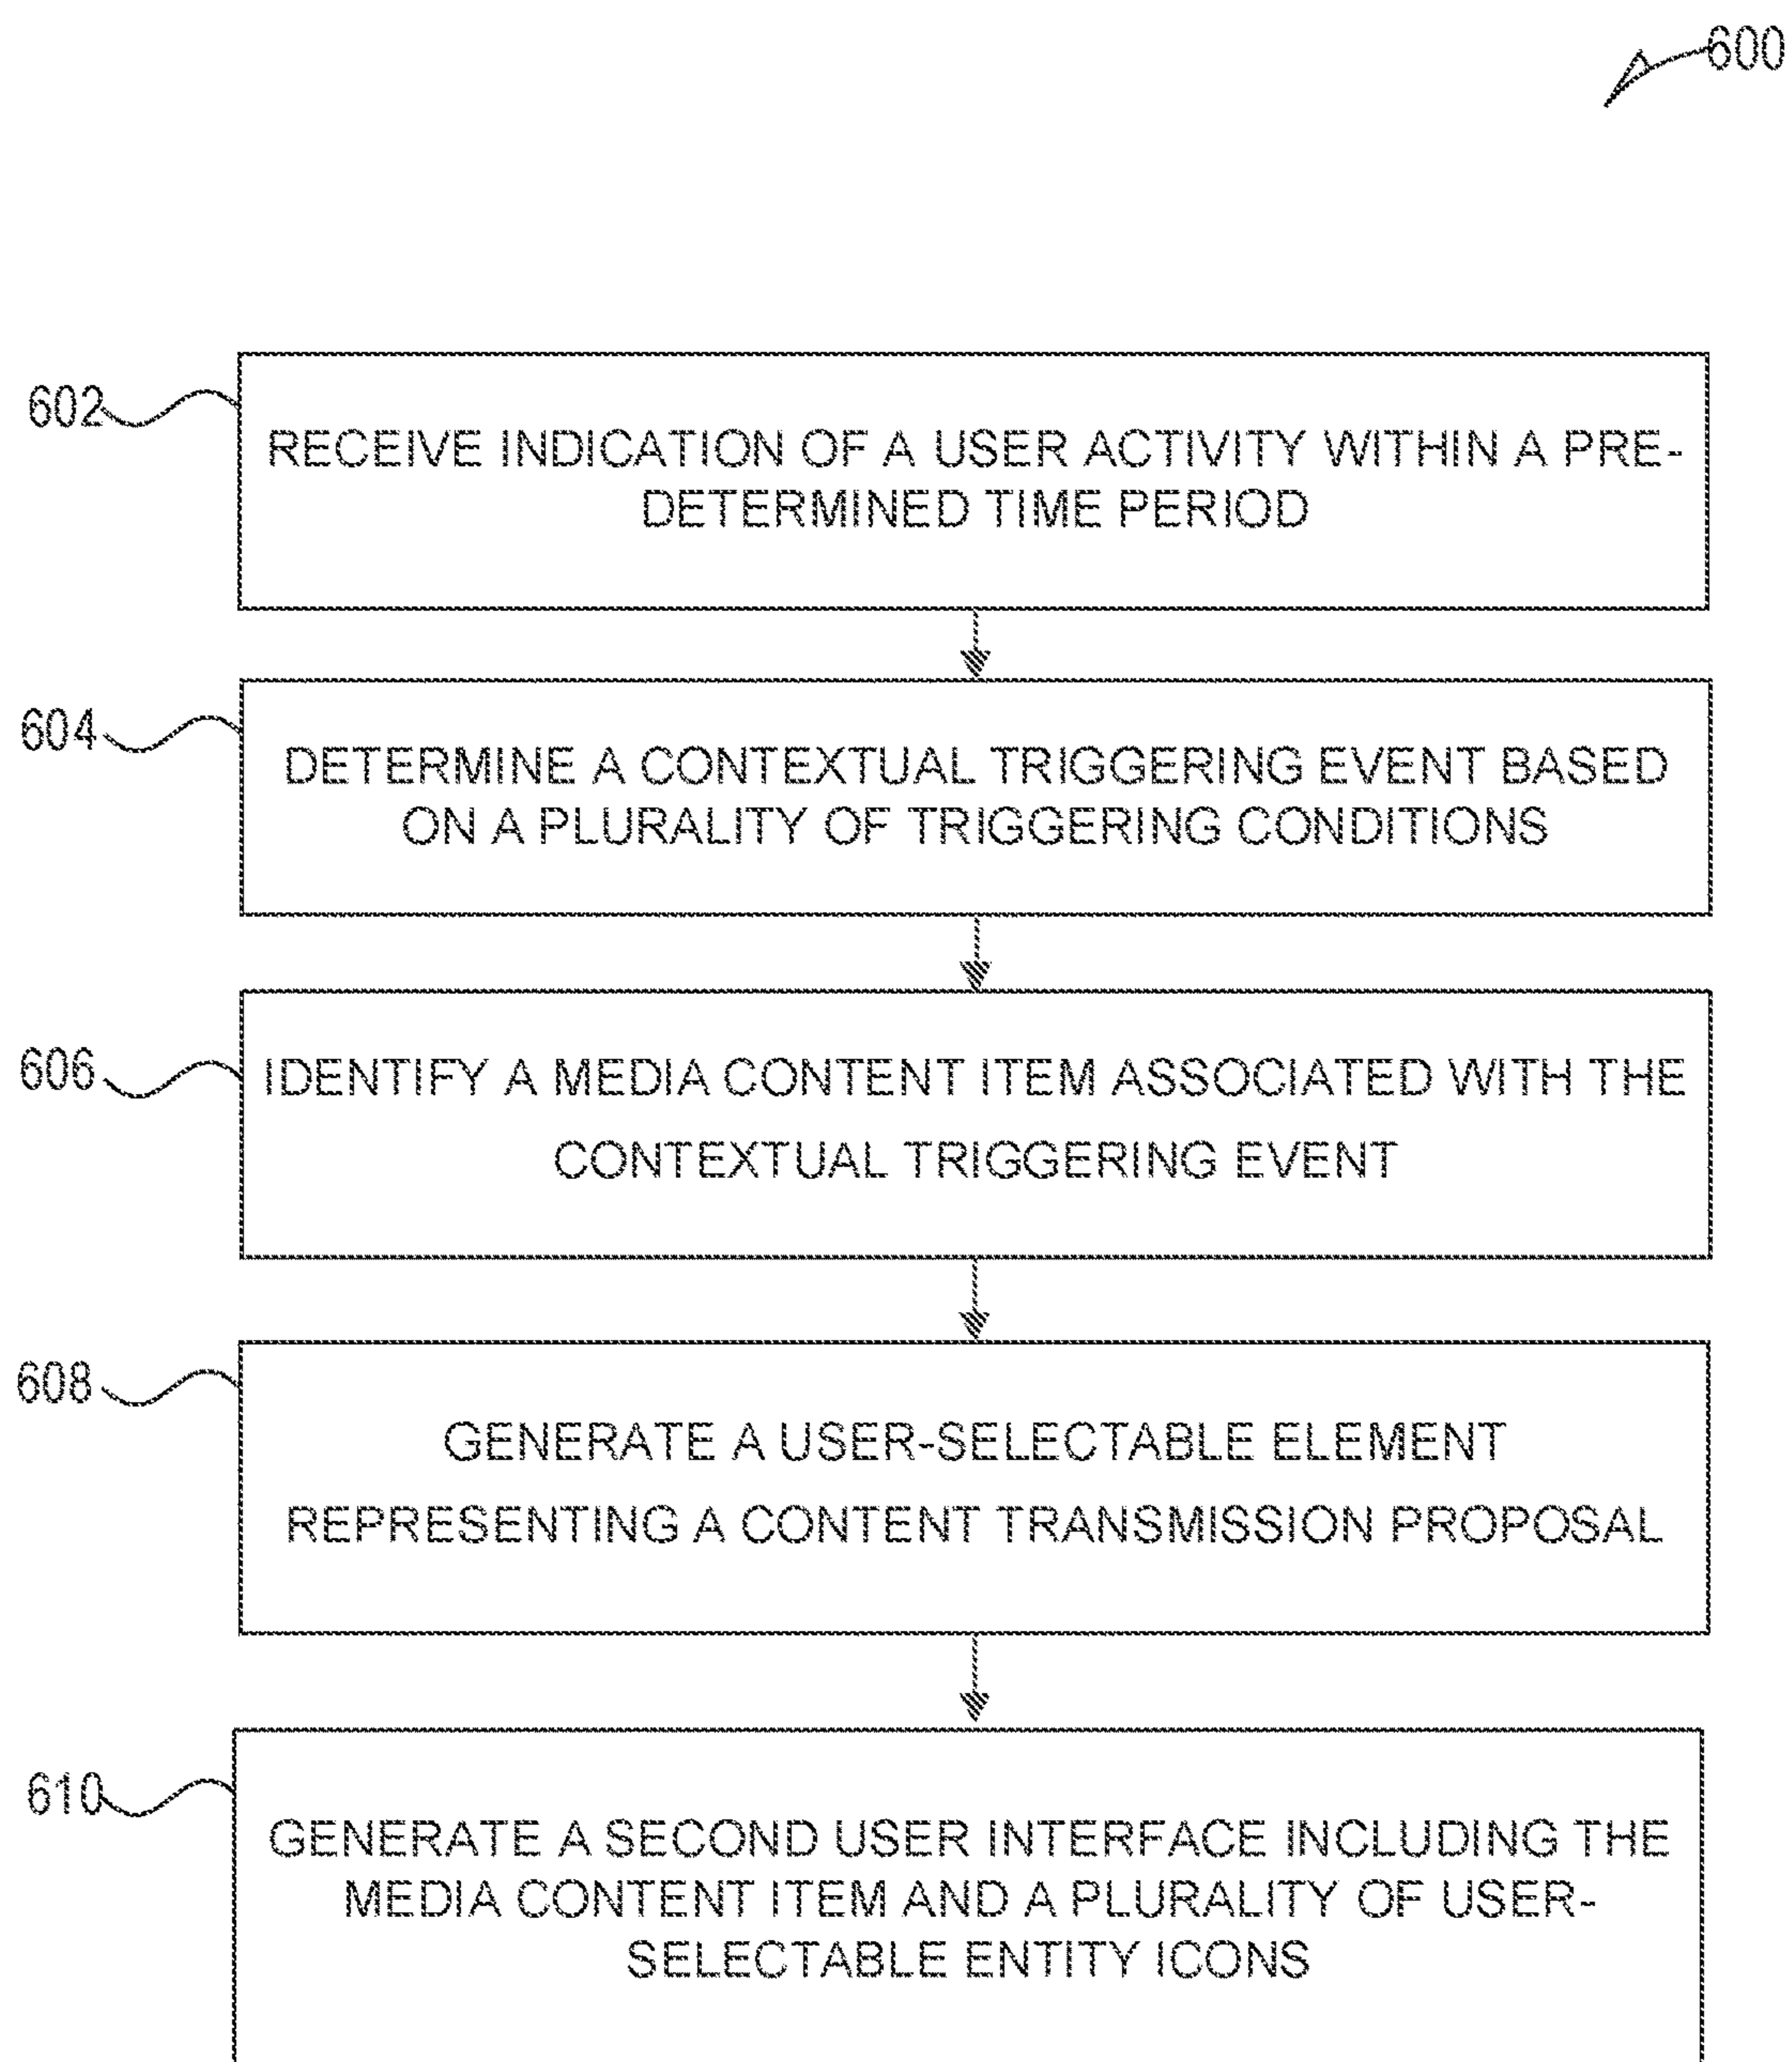 600
602
RECEIVE INDICATION OF A USER ACTIVITY WITHIN A PRE-
DETERMINED TIME PERIOD
604
DETERMINE A CONTEXTUAL TRIGGERING EVENT BASED
ON A PLURALITY OF TRIGGERING CONDITIONS
606
IDENTIFY A MEDIA CONTENT ITEM ASSOCIATED WITH THE
CONTEXTUAL TRIGGERING EVENT
608
GENERATE A USER-SELECTABLE ELEMENT
REPRESENTING A CONTENT TRANSMISSION PROPOSAL
610
GENERATE A SECOND USER INTERFACE INCLUDING THE
MEDIA CONTENT ITEM AND A PLURALITY OF USER-
SELECTABLE ENTITY ICONS